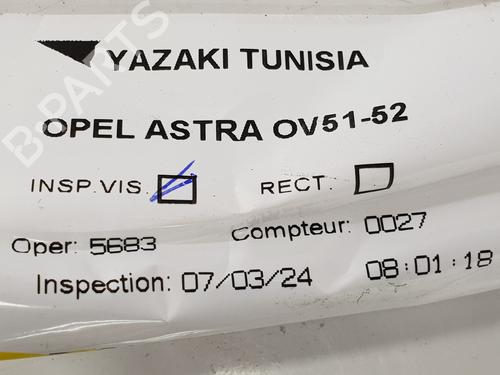 YAZAKI TUNISIA
OPEL ASTRA OV51-52
INSP.VIS. RECT.
Oper: 5683 Compteur: 0027
Inspection: 07/03/24 08:01:18
B-PARTS